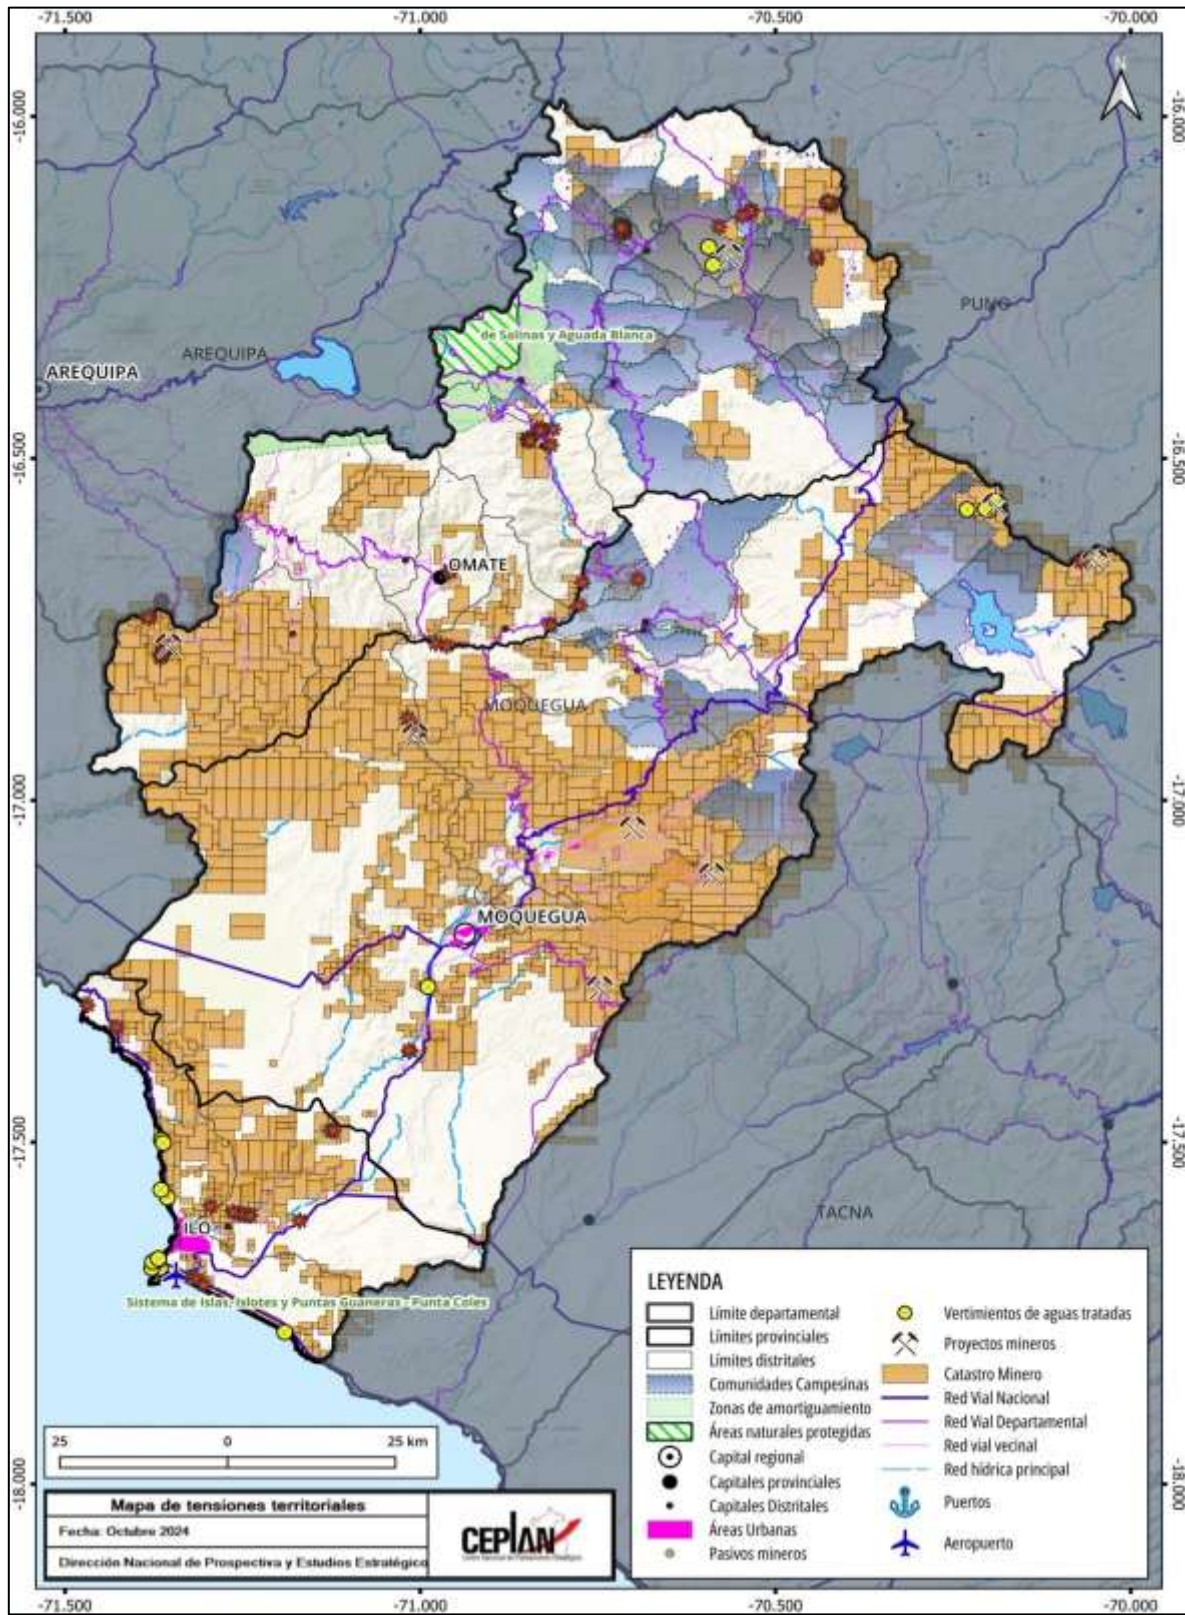 -71.500
-71.000
-70.500
-70.000
-16.000
-16.000
N
PUNO
de Salinas y Aguada Blanca
AREQUIPA
AREQUIPA
-16.500
-16.500
OMATE
MOQUEGUA
-17.000
-17.000
MOQUEGUA
-17.500
-17.500
TACNA
ILO
Sistema de Islas, Islotes y Puntas Guaneras - Punta Coles
LEYENDA
Límite departamental
Límites provinciales
Límites distritales
Comunidades Campesinas
Zonas de amortiguamiento
Áreas naturales protegidas
Capital regional
Capitales provinciales
Capitales Distritales
Áreas Urbanas
Pasivos mineros
Vertimientos de aguas tratadas
Proyectos mineros
Catastro Minero
Red Vial Nacional
Red Vial Departamental
Red vial vecinal
Red hídrica principal
Puertos
Aeropuerto
25
0
25 km
-18.000
-18.000
Mapa de tensiones territoriales
Fecha: Octubre 2024
Dirección Nacional de Prospectiva y Estudios Estratégico
CEPLAN
-71.500
-71.000
-70.500
-70.000